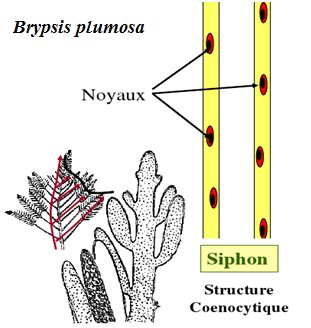 Brypsis plumosa
Noyaux
Siphon
Structure
Coenocytique